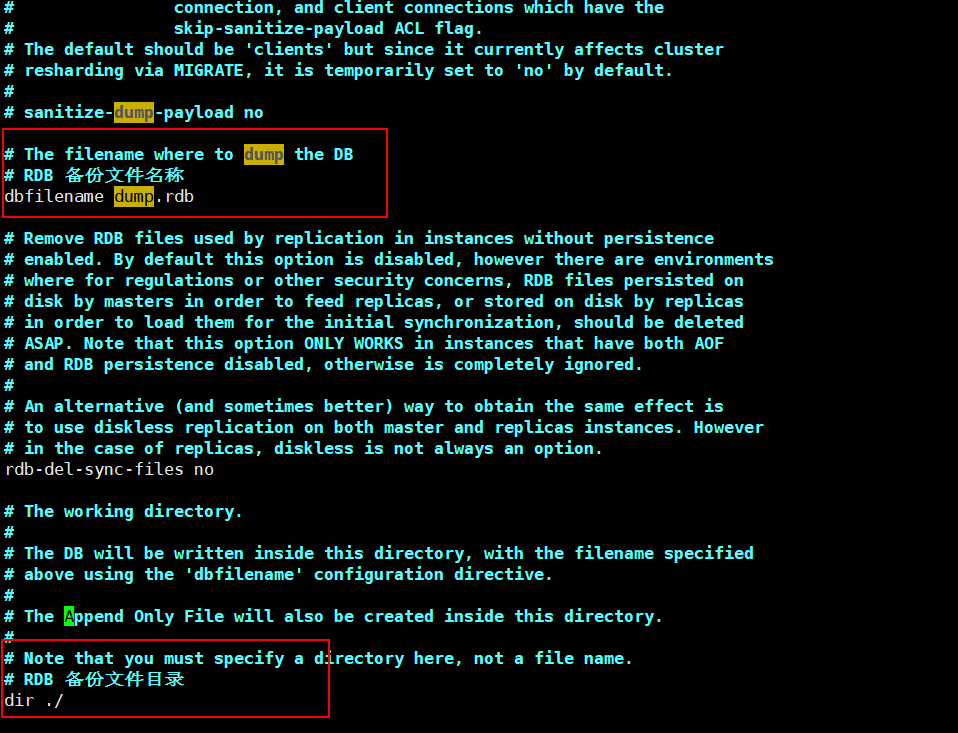 # connection, and client connections which have the
# skip-sanitize-payload ACL flag.
# The default should be 'clients' but since it currently affects cluster
# resharding via MIGRATE, it is temporarily set to 'no' by default.
#
# sanitize-dump-payload no
# The filename where to dump the DB
# RDB 备份文件名称
dbfilename dump.rdb
# Remove RDB files used by replication in instances without persistence
# enabled. By default this option is disabled, however there are environments
# where for regulations or other security concerns, RDB files persisted on
# disk by masters in order to feed replicas, or stored on disk by replicas
# in order to load them for the initial synchronization, should be deleted
# ASAP. Note that this option ONLY WORKS in instances that have both AOF
# and RDB persistence disabled, otherwise is completely ignored.
#
# An alternative (and sometimes better) way to obtain the same effect is
# to use diskless replication on both master and replicas instances. However
# in the case of replicas, diskless is not always an option.
rdb-del-sync-files no
# The working directory.
#
# The DB will be written inside this directory, with the filename specified
# above using the 'dbfilename' configuration directive.
#
# The Append Only File will also be created inside this directory.
#
# Note that you must specify a directory here, not a file name.
# RDB 备份文件目录
dir ./